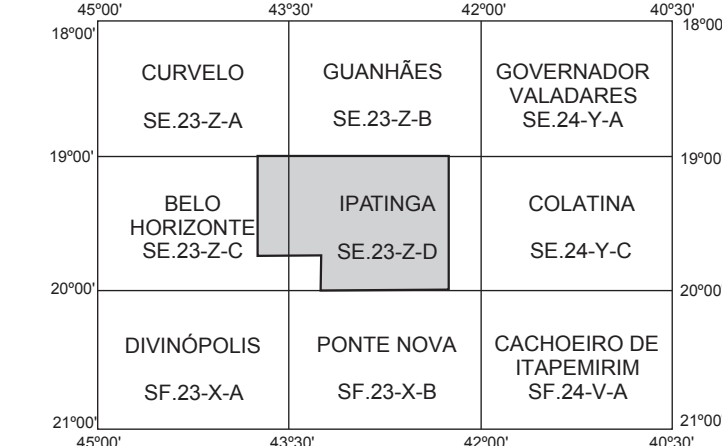 45º00' 43º30' 42º00' 40º30'
18º00' 18º00'
CURVELO GUANHÃES GOVERNADOR
VALADARES
SE.23-Z-A SE.23-Z-B SE.24-Y-A
19º00' 19º00'
BELO IPATINGA COLATINA
HORIZONTE
SE.23-Z-C SE.23-Z-D SE.24-Y-C
20º00' 20º00'
DIVINÓPOLIS PONTE NOVA CACHOEIRO DE
ITAPEMIRIM
SF.23-X-A SF.23-X-B SF.24-V-A
21º00' 21º00'
45º00' 43º30' 42º00' 40º30'